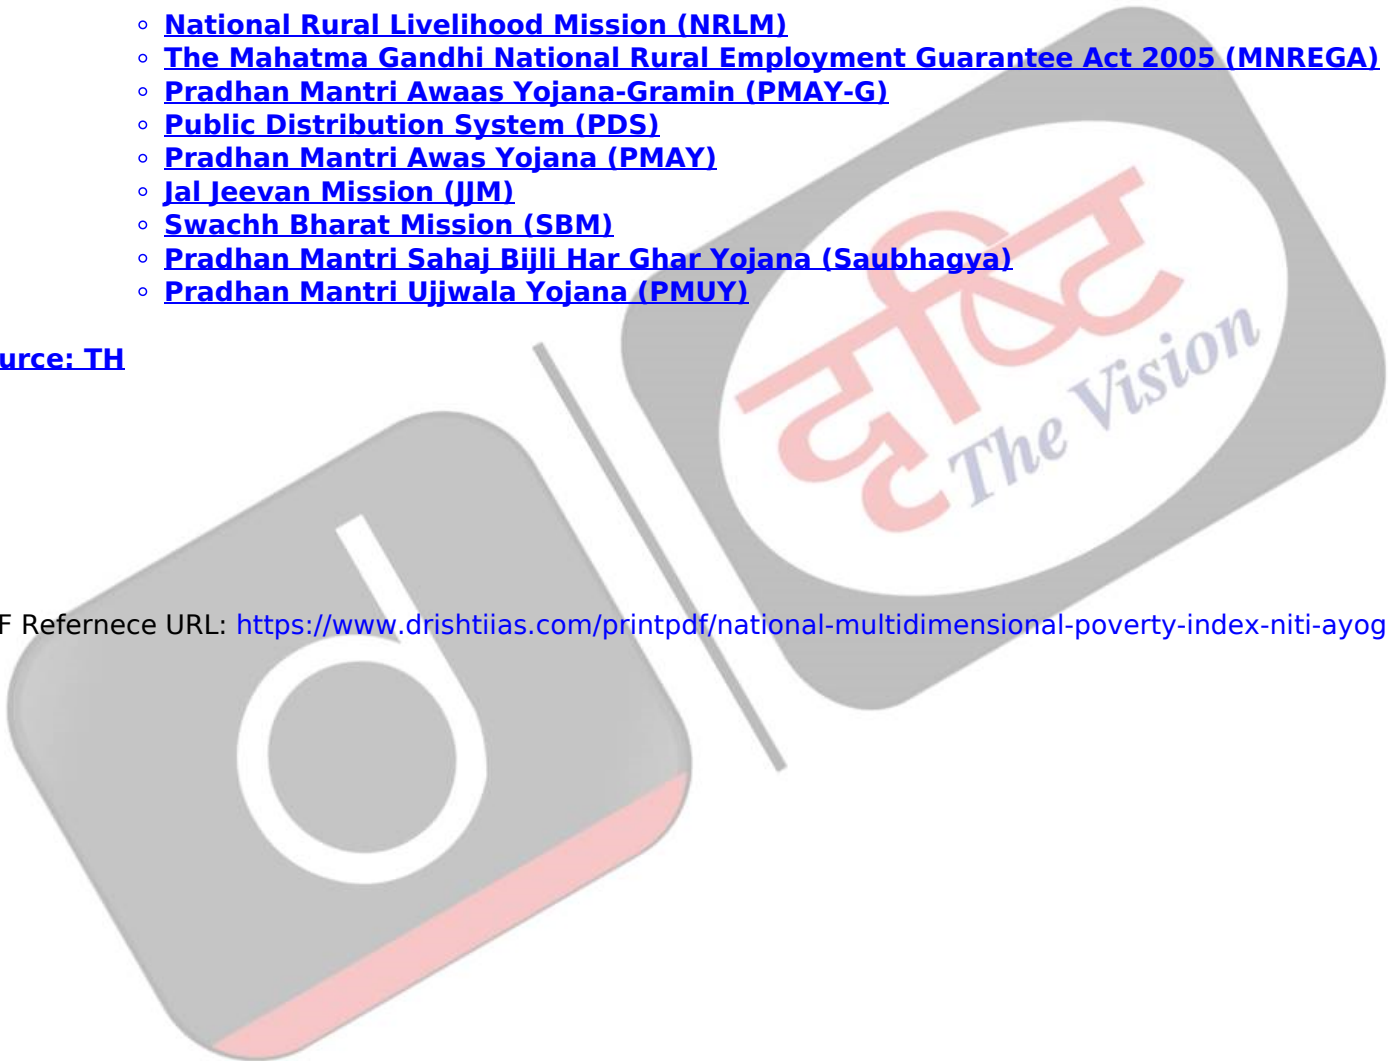 National Rural Livelihood Mission (NRLM)
The Mahatma Gandhi National Rural Employment Guarantee Act 2005 (MNREGA)
Pradhan Mantri Awaas Yojana-Gramin (PMAY-G)
Public Distribution System (PDS)
Pradhan Mantri Awas Yojana (PMAY)
Jal Jeevan Mission (JJM)
Swachh Bharat Mission (SBM)
Pradhan Mantri Sahaj Bijli Har Ghar Yojana (Saubhagya)
Pradhan Mantri Ujjwala Yojana (PMUY)
urce: TH
दृष्टि
The Vision
F Refernece URL: https://www.drishtiias.com/printpdf/national-multidimensional-poverty-index-niti-ayog